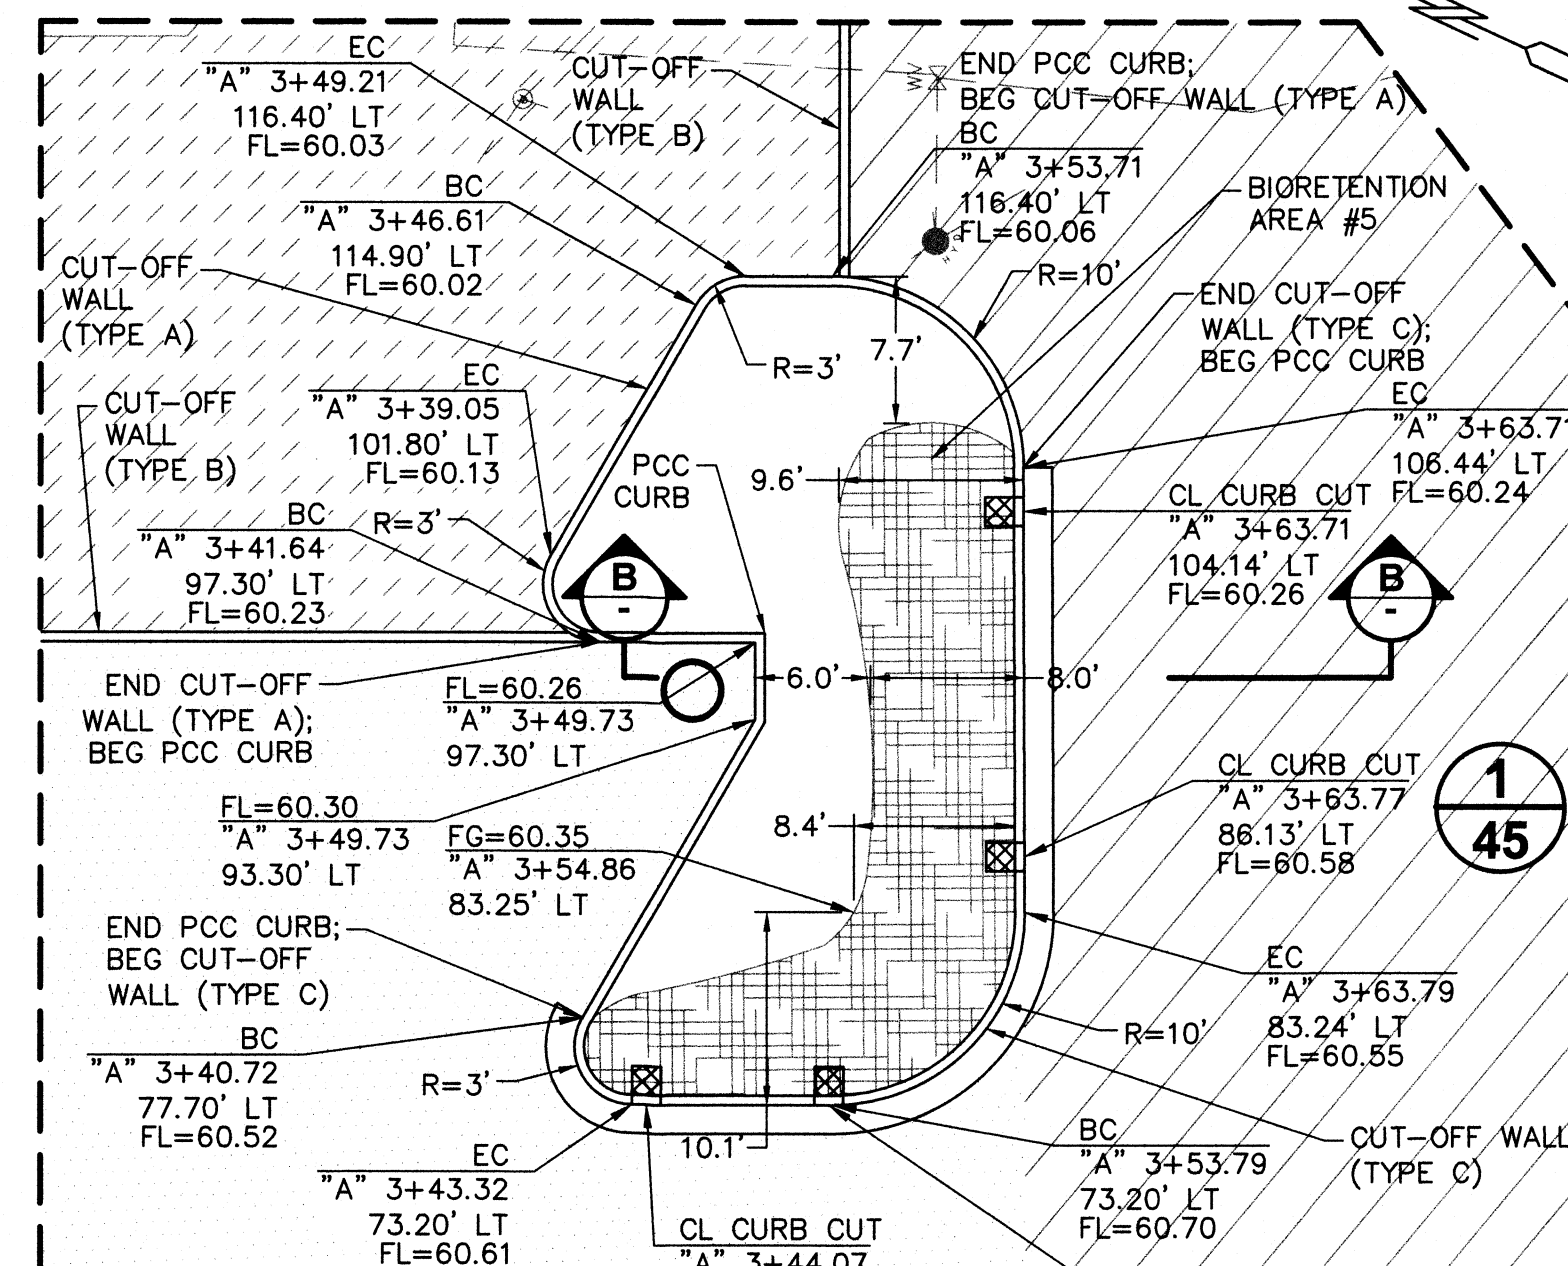 EC
"A" 3+49.21
116.40' LT
FL=60.03
CUT-OFF
WALL
(TYPE B)
END PCC CURB;
BEG CUT-OFF WALL (TYPE A)
BC
"A" 3+53.71
116.40' LT
FL=60.06
BIORETENTION
AREA #5
BC
"A" 3+46.61
114.90' LT
FL=60.02
CUT-OFF
WALL
(TYPE A)
R=10'
END CUT-OFF
WALL (TYPE C);
BEG PCC CURB
7.7'
R=3'
EC
"A" 3+39.05
101.80' LT
FL=60.13
CUT-OFF
WALL
(TYPE B)
EC
"A" 3+63.71
106.44' LT
FL=60.24
PCC
CURB
9.6'
CL CURB CUT
"A" 3+63.71
104.14' LT
FL=60.26
BC
"A" 3+41.64
97.30' LT
FL=60.23
R=3'
B
-
B
-
END CUT-OFF
WALL (TYPE A);
BEG PCC CURB
FL=60.26
"A" 3+49.73
97.30' LT
6.0'
8.0'
FL=60.30
"A" 3+49.73
93.30' LT
FG=60.35
"A" 3+54.86
83.25' LT
8.4'
CL CURB CUT
"A" 3+63.77
86.13' LT
FL=60.58
1
45
END PCC CURB;
BEG CUT-OFF
WALL (TYPE C)
BC
"A" 3+40.72
77.70' LT
FL=60.52
R=3'
EC
"A" 3+63.79
83.24' LT
FL=60.55
R=10'
10.1'
EC
"A" 3+43.32
73.20' LT
FL=60.61
CL CURB CUT
"A" 3+44.07
BC
"A" 3+53.79
73.20' LT
FL=60.70
CUT-OFF WALL
(TYPE C)